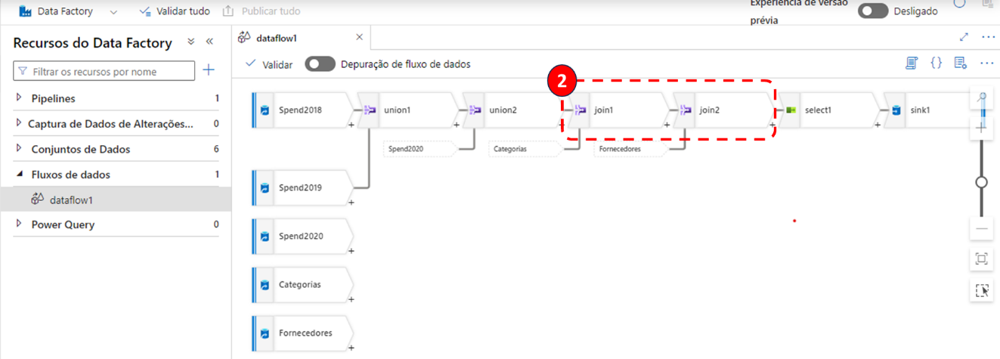 Data Factory
Validar tudo
Publicar tudo
Experiência de versão
prévia
Desligado
Recursos do Data Factory
Filtrar os recursos por nome
Pipelines 1
Captura de Dados de Alterações... 0
Conjuntos de Dados 6
Fluxos de dados 1
dataflow1
Power Query 0
dataflow1
Validar
Depuração de fluxo de dados
2
Spend2018
union1
union2
join1
join2
select1
sink1
Spend2020
Categorias
Fornecedores
Spend2019
Spend2020
Categorias
Fornecedores